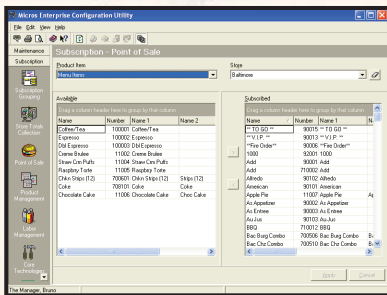 Micros Enterprise Configuration Utility
File Edit View Help
Maintenance
Subscription
Subscription Grouping
Store Totals Collection
Point of Sale
Product Management
Labor Management
Core Technologies
Subscription - Point of Sale
Product Item
Menu Items
Store
Baltimore
Available
Drag a column header here to group by that column
Name Number Name 1 Name 2
Coffee/Tea 100001 Coffee/Tea
Espresso 100002 Espresso
Dbl Espresso 100003 Dbl Espresso
Creme Brulee 11002 Creme Brulee
Straw Crm Puffs 11004 Straw Crm Puffs
Raspbry Torte 11005 Raspbry Torte
Chkn Strips (12) 700601 Chkn Strips (12) Strips (12)
Coke 708101 Coke Coke
Chocolate Cake 11006 Chocolate Cake Choc Cake
Subscribed
Drag a column header here to group by that column
Name Number Name 1
** TO GO ** 90015 ** TO GO **
** V.I.P. ** 90013 ** V.I.P. **
**Fire Order** 90006 **Fire Order**
1000 92001 1000
Add 90001 Add
Add 710002 Add
Alfredo 90102 Alfredo
American 90101 American
Apple Pie 11007 Apple Pie
As Appetizer 90002 As Appetizer
As Entree 90003 As Entree
Au Jus 90103 Au Jus
BBQ 710012 BBQ
Bac Burg Combo 700506 Bac Burg Combo
Bac Chz Combo 700510 Bac Chz Combo
Apply Cancel
The Manager, Bruno